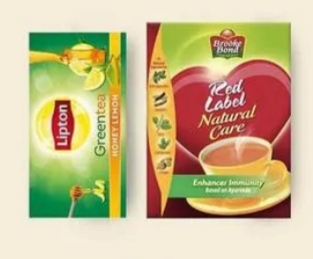 Lipton
Green tea
HONEY LEMON
Brooke
Bond
Red
Label
Natural
Care
Enhances Immunity
based on Ayurveda